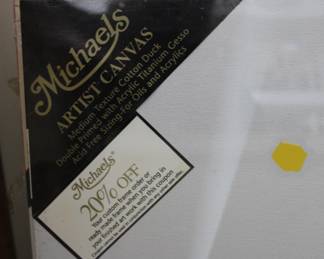 Michaels
ARTIST CANVAS
Medium Texture Cotton Duck
Double Primed with Acrylic Titanium Gesso
Acid Free Sizing-For Oils and Acrylics
Michaels
20% OFF
Your custom frame order or
ready made frame when you bring in
your finished art work with this coupon